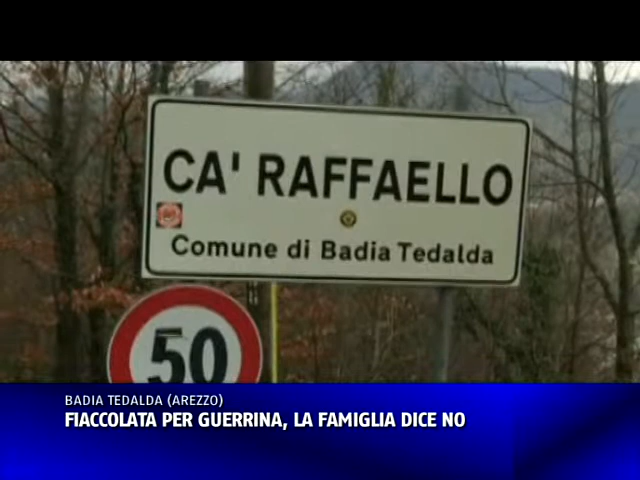 CA' RAFFAELLO
Comune di Badia Tedalda
50
BADIA TEDALDA (AREZZO)
FIACCOLATA PER GUERRINA, LA FAMIGLIA DICE NO